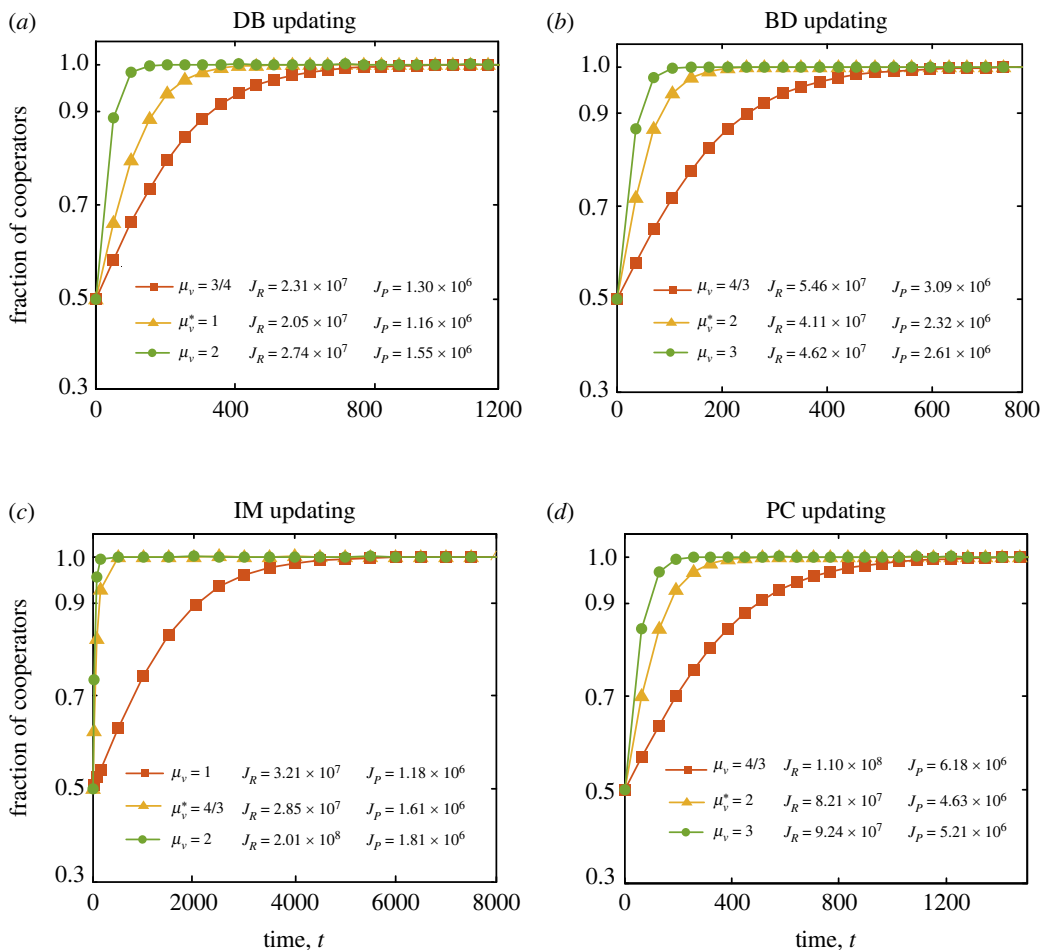 (a) DB updating
fraction of cooperators
1.0
0.9
0.7
0.5
0.3
μv = 3/4 JR = 2.31 × 10^7 JP = 1.30 × 10^6
μv* = 1 JR = 2.05 × 10^7 JP = 1.16 × 10^6
μv = 2 JR = 2.74 × 10^7 JP = 1.55 × 10^6
0 400 800 1200
(b) BD updating
1.0
0.9
0.7
0.5
0.3
μv = 4/3 JR = 5.46 × 10^7 JP = 3.09 × 10^6
μv* = 2 JR = 4.11 × 10^7 JP = 2.32 × 10^6
μv = 3 JR = 4.62 × 10^7 JP = 2.61 × 10^6
0 200 400 600 800
(c) IM updating
fraction of cooperators
1.0
0.9
0.7
0.5
0.3
μv = 1 JR = 3.21 × 10^7 JP = 1.18 × 10^6
μv* = 4/3 JR = 2.85 × 10^7 JP = 1.61 × 10^6
μv = 2 JR = 2.01 × 10^8 JP = 1.81 × 10^6
0 2000 4000 6000 8000
time, t
(d) PC updating
1.0
0.9
0.7
0.5
0.3
μv = 4/3 JR = 1.10 × 10^8 JP = 6.18 × 10^6
μv* = 2 JR = 8.21 × 10^7 JP = 4.63 × 10^6
μv = 3 JR = 9.24 × 10^7 JP = 5.21 × 10^6
0 400 800 1200
time, t